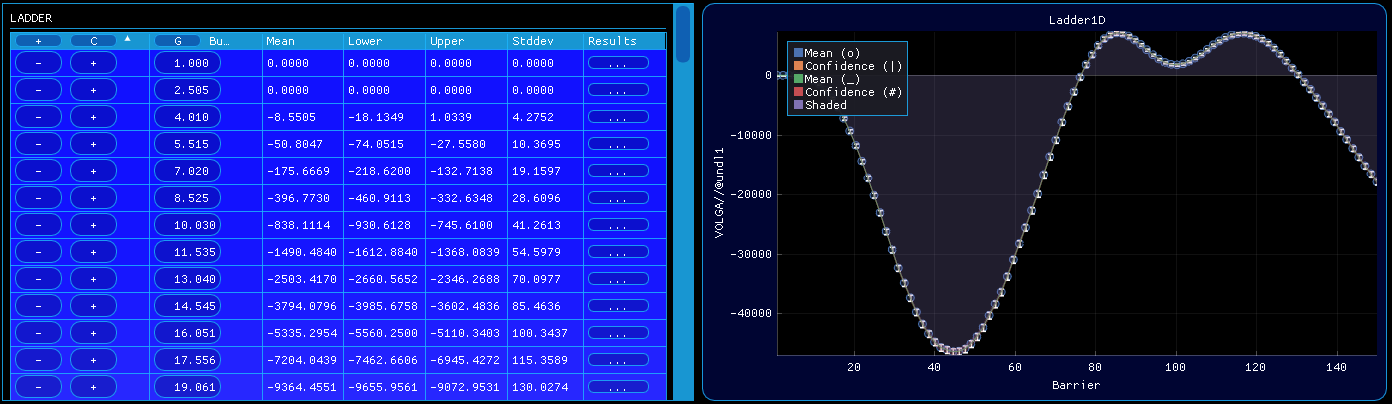 LADDER
+ C ▲ G Bu… Mean Lower Upper Stddev Results
- + 1.000 0.0000 0.0000 0.0000 0.0000 ...
- + 2.505 0.0000 0.0000 0.0000 0.0000 ...
- + 4.010 -8.5505 -18.1349 1.0339 4.2752 ...
- + 5.515 -50.8047 -74.0515 -27.5580 10.3695 ...
- + 7.020 -175.6669 -218.6200 -132.7138 19.1597 ...
- + 8.525 -396.7730 -460.9113 -332.6348 28.6096 ...
- + 10.030 -838.1114 -930.6128 -745.6100 41.2613 ...
- + 11.535 -1490.4840 -1612.8840 -1368.0839 54.5979 ...
- + 13.040 -2503.4170 -2660.5652 -2346.2688 70.0977 ...
- + 14.545 -3794.0796 -3985.6758 -3602.4836 85.4636 ...
- + 16.051 -5335.2954 -5560.2500 -5110.3403 100.3437 ...
- + 17.556 -7204.0439 -7462.6606 -6945.4272 115.3589 ...
- + 19.061 -9364.4551 -9655.9561 -9072.9531 130.0274 ...
Ladder1D
Mean (o)
Confidence (|)
Mean (_)
Confidence (#)
Shaded
0
-10000
-20000
-30000
-40000
VOLGA//@undl1
20 40 60 80 100 120 140
Barrier